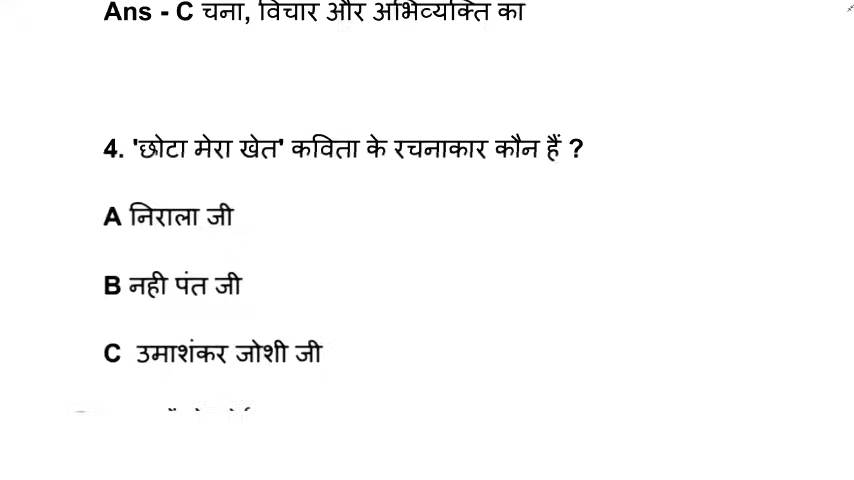 Ans - C चना, विचार और अभिव्यक्ति का
4. 'छोटा मेरा खेत' कविता के रचनाकार कौन हैं ?
A निराला जी
B नही पंत जी
C उमाशंकर जोशी जी